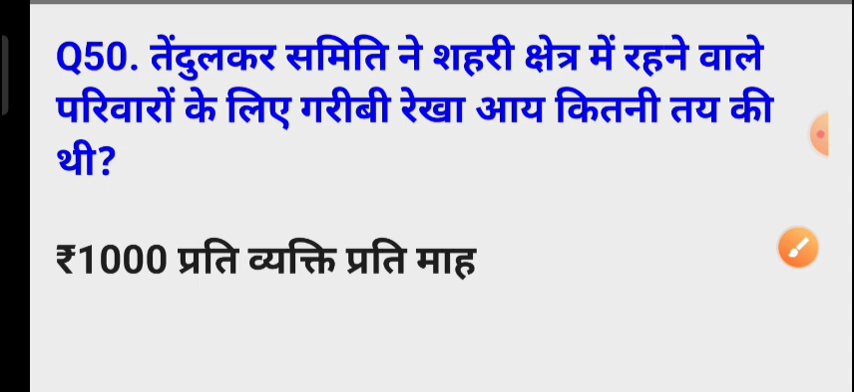 Q50. तेंदुलकर समिति ने शहरी क्षेत्र में रहने वाले
परिवारों के लिए गरीबी रेखा आय कितनी तय की
थी?
₹1000 प्रति व्यक्ति प्रति माह